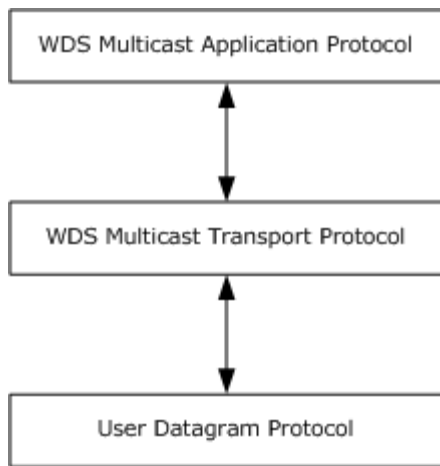 WDS Multicast Application Protocol
WDS Multicast Transport Protocol
User Datagram Protocol